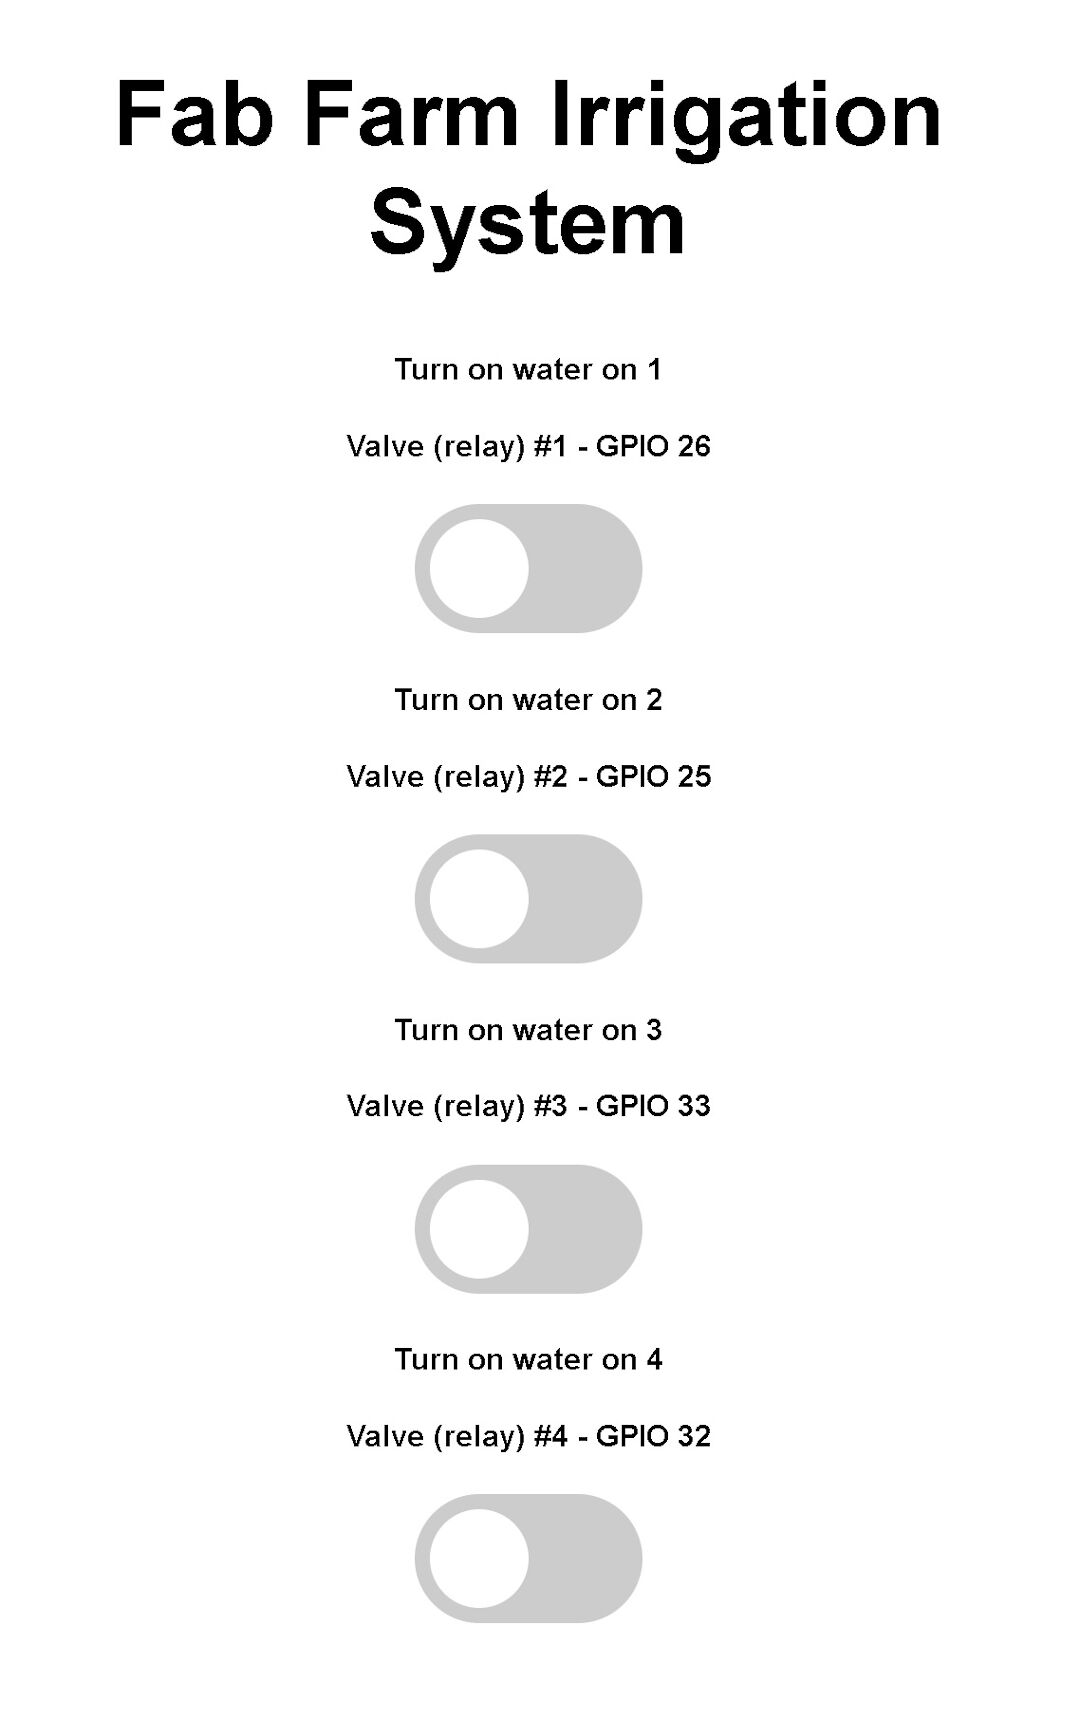 Fab Farm Irrigation
System
Turn on water on 1
Valve (relay) #1 - GPIO 26
Turn on water on 2
Valve (relay) #2 - GPIO 25
Turn on water on 3
Valve (relay) #3 - GPIO 33
Turn on water on 4
Valve (relay) #4 - GPIO 32